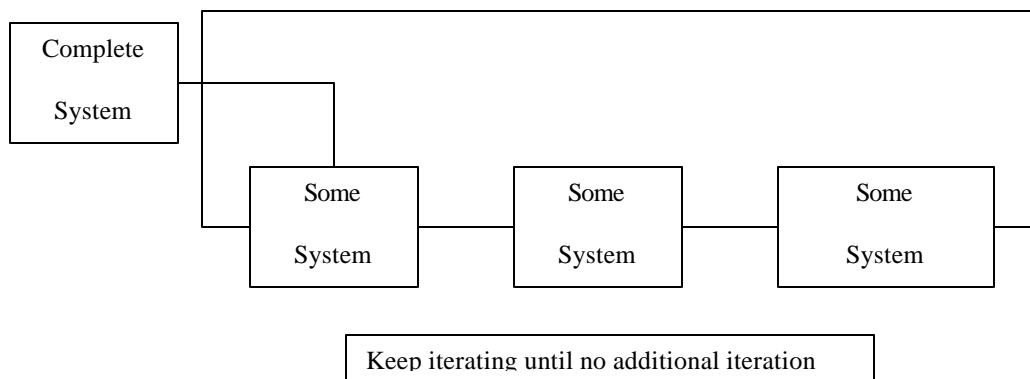 Complete
System
Some
System
Some
System
Some
System
Keep iterating until no additional iteration